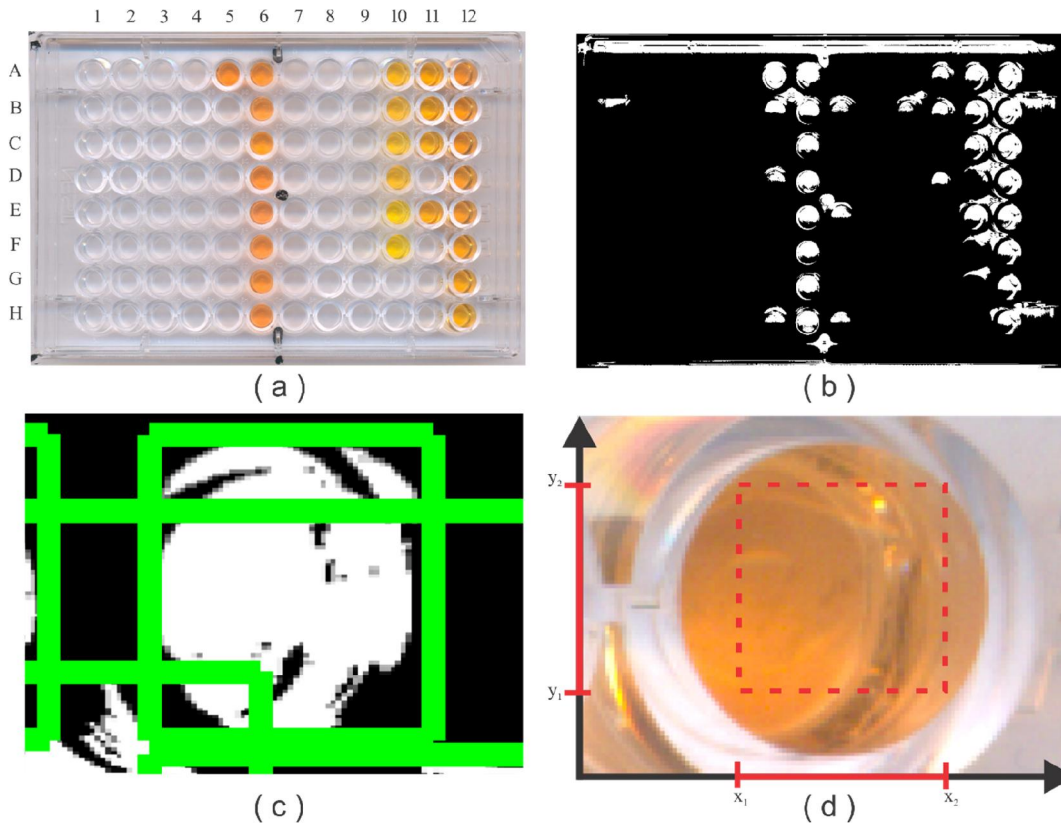 1 2 3 4 5 6 7 8 9 10 11 12
A
B
C
D
E
F
G
H
( a )
( b )
y₂
y₁
x₁ x₂
( c )
( d )